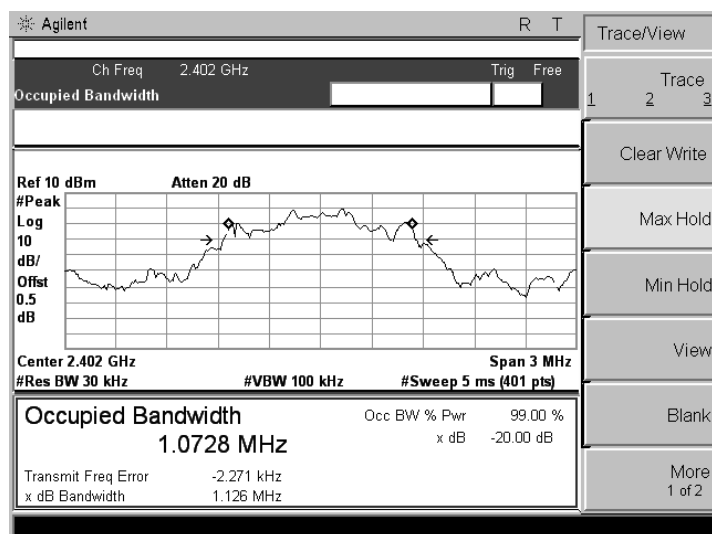 Agilent R T
Trace/View
Ch Freq 2.402 GHz Trig Free
Occupied Bandwidth
Trace
1 2 3
Clear Write
Ref 10 dBm Atten 20 dB
#Peak
Log
10
dB/
Offst
0.5
dB
Max Hold
Min Hold
Center 2.402 GHz Span 3 MHz
#Res BW 30 kHz #VBW 100 kHz #Sweep 5 ms (401 pts)
View
Occupied Bandwidth Occ BW % Pwr 99.00 %
1.0728 MHz x dB -20.00 dB
Blank
Transmit Freq Error -2.271 kHz
x dB Bandwidth 1.126 MHz
More
1 of 2